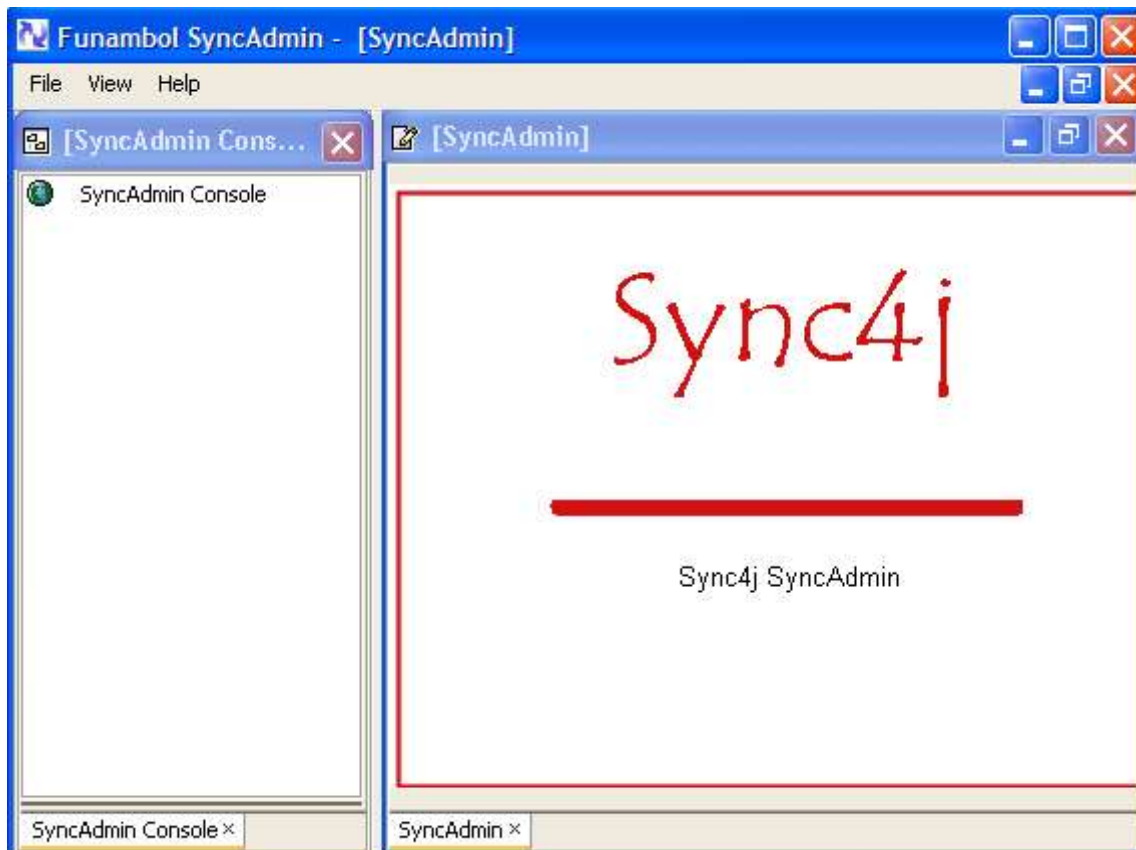 Funambol SyncAdmin - [SyncAdmin]
File View Help
[SyncAdmin Cons...
[SyncAdmin]
SyncAdmin Console
Sync4j
Sync4j SyncAdmin
SyncAdmin Console
SyncAdmin